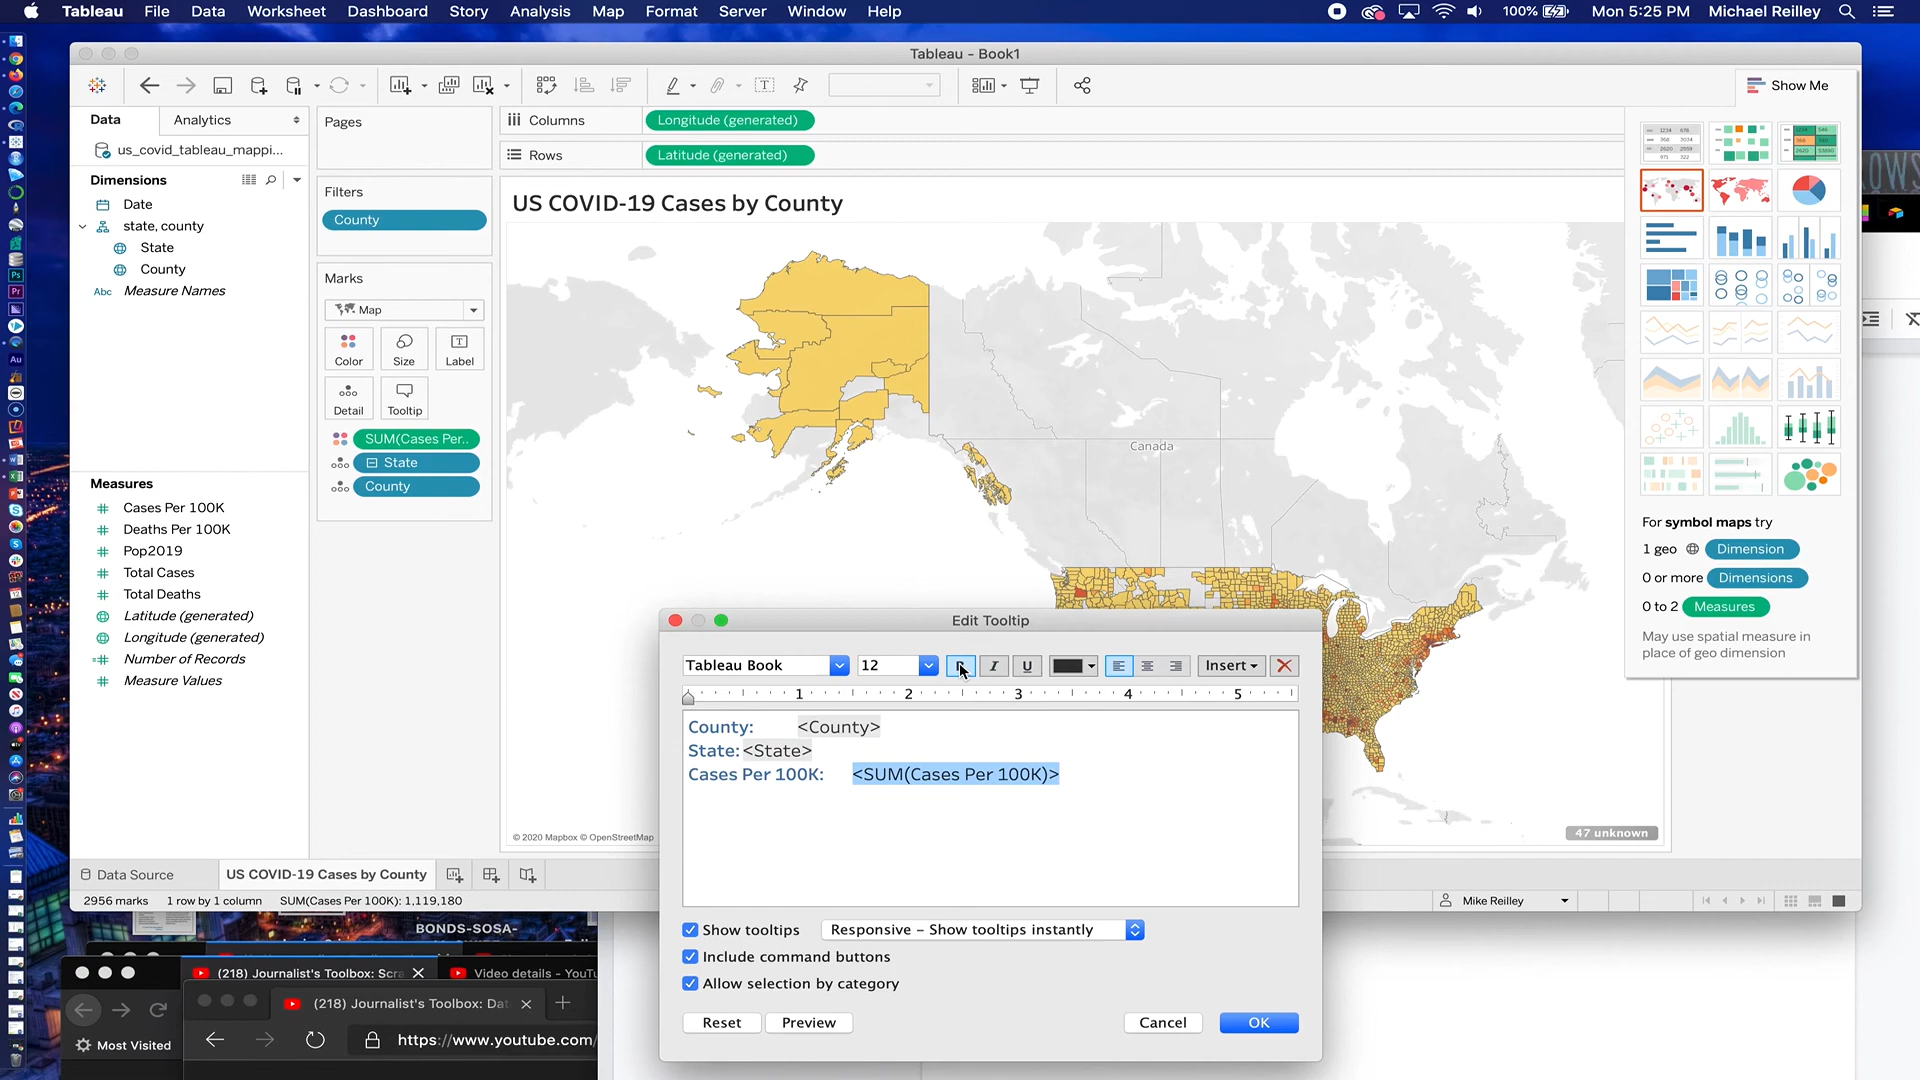 Tableau File Data Worksheet Dashboard Story Analysis Map Format Server Window Help
100% Mon 5:25 PM Michael Reilley
Tableau - Book1
Show Me
Data
Analytics
us_covid_tableau_mappi...
Dimensions
Date
state, county
State
County
Abc Measure Names
Measures
Cases Per 100K
Deaths Per 100K
Pop2019
Total Cases
Total Deaths
Latitude (generated)
Longitude (generated)
Number of Records
Measure Values
Pages
Filters
County
Marks
Map
Color Size Label
Detail Tooltip
SUM(Cases Per..
State
County
Columns Longitude (generated)
Rows Latitude (generated)
US COVID-19 Cases by County
Canada
© 2020 Mapbox © OpenStreetMap
47 unknown
For symbol maps try
1 geo Dimension
0 or more Dimensions
0 to 2 Measures
May use spatial measure in
place of geo dimension
Edit Tooltip
Tableau Book 12 I U Insert
1 2 3 4 5
County: <County>
State: <State>
Cases Per 100K: <SUM(Cases Per 100K)>
Show tooltips Responsive – Show tooltips instantly
Include command buttons
Allow selection by category
Reset Preview Cancel OK
Data Source US COVID-19 Cases by County
2956 marks 1 row by 1 column SUM(Cases Per 100K): 1,119,180
Mike Reilley
BONDS-SOSA-
(218) Journalist's Toolbox: Scra
Video details - YouTu
(218) Journalist's Toolbox: Dat
Most Visited
https://www.youtube.com/